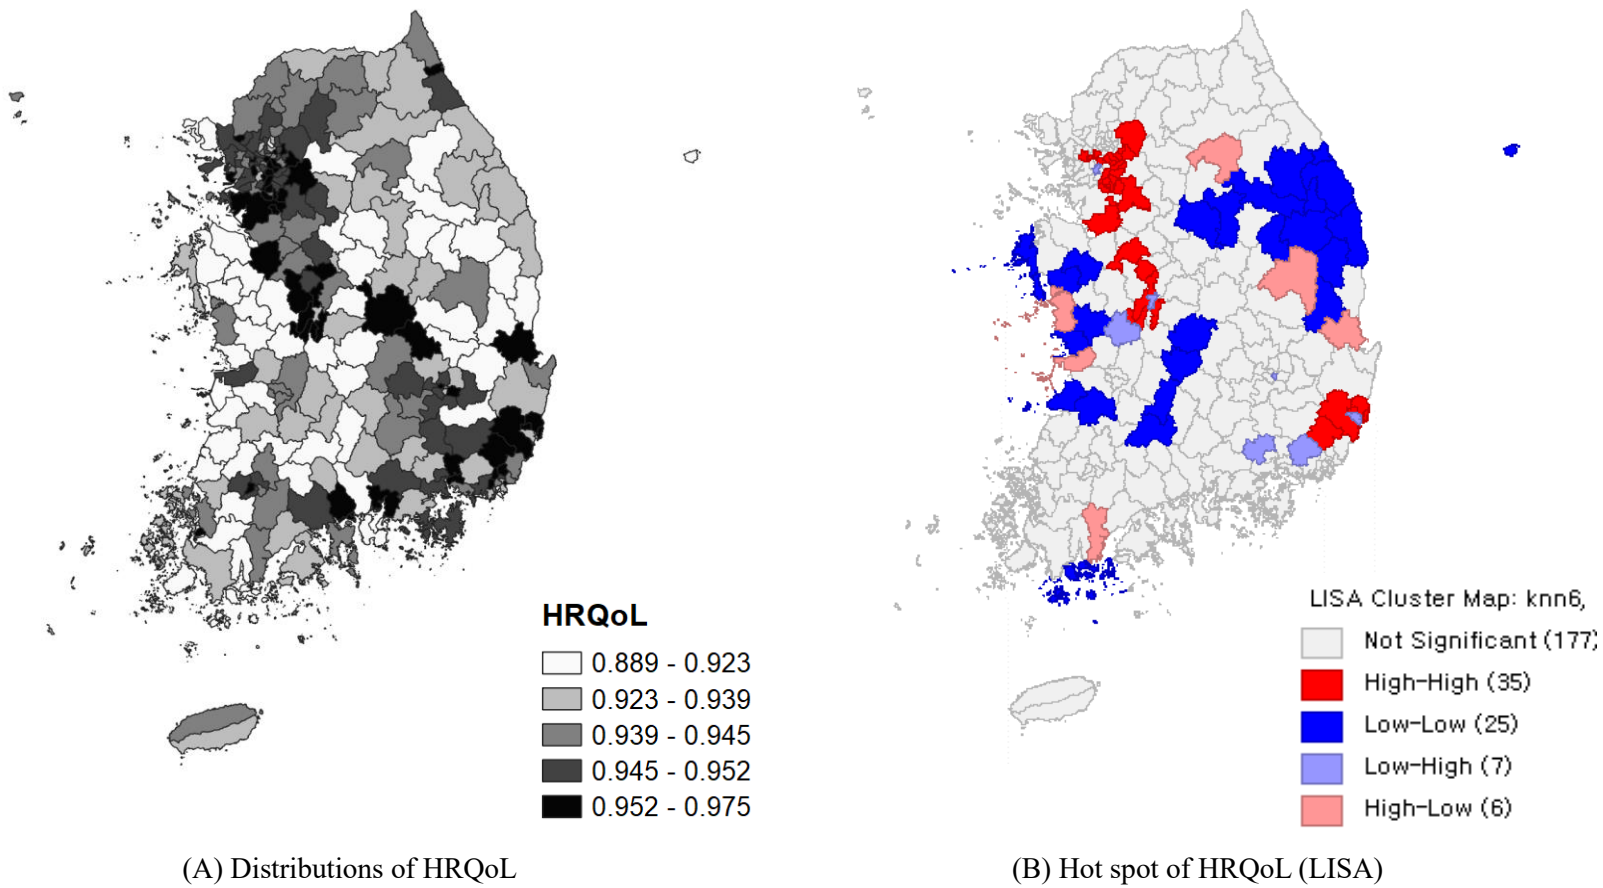 HRQoL
0.889 - 0.923
0.923 - 0.939
0.939 - 0.945
0.945 - 0.952
0.952 - 0.975
(A) Distributions of HRQoL
LISA Cluster Map: knn6,
Not Significant (177)
High-High (35)
Low-Low (25)
Low-High (7)
High-Low (6)
(B) Hot spot of HRQoL (LISA)